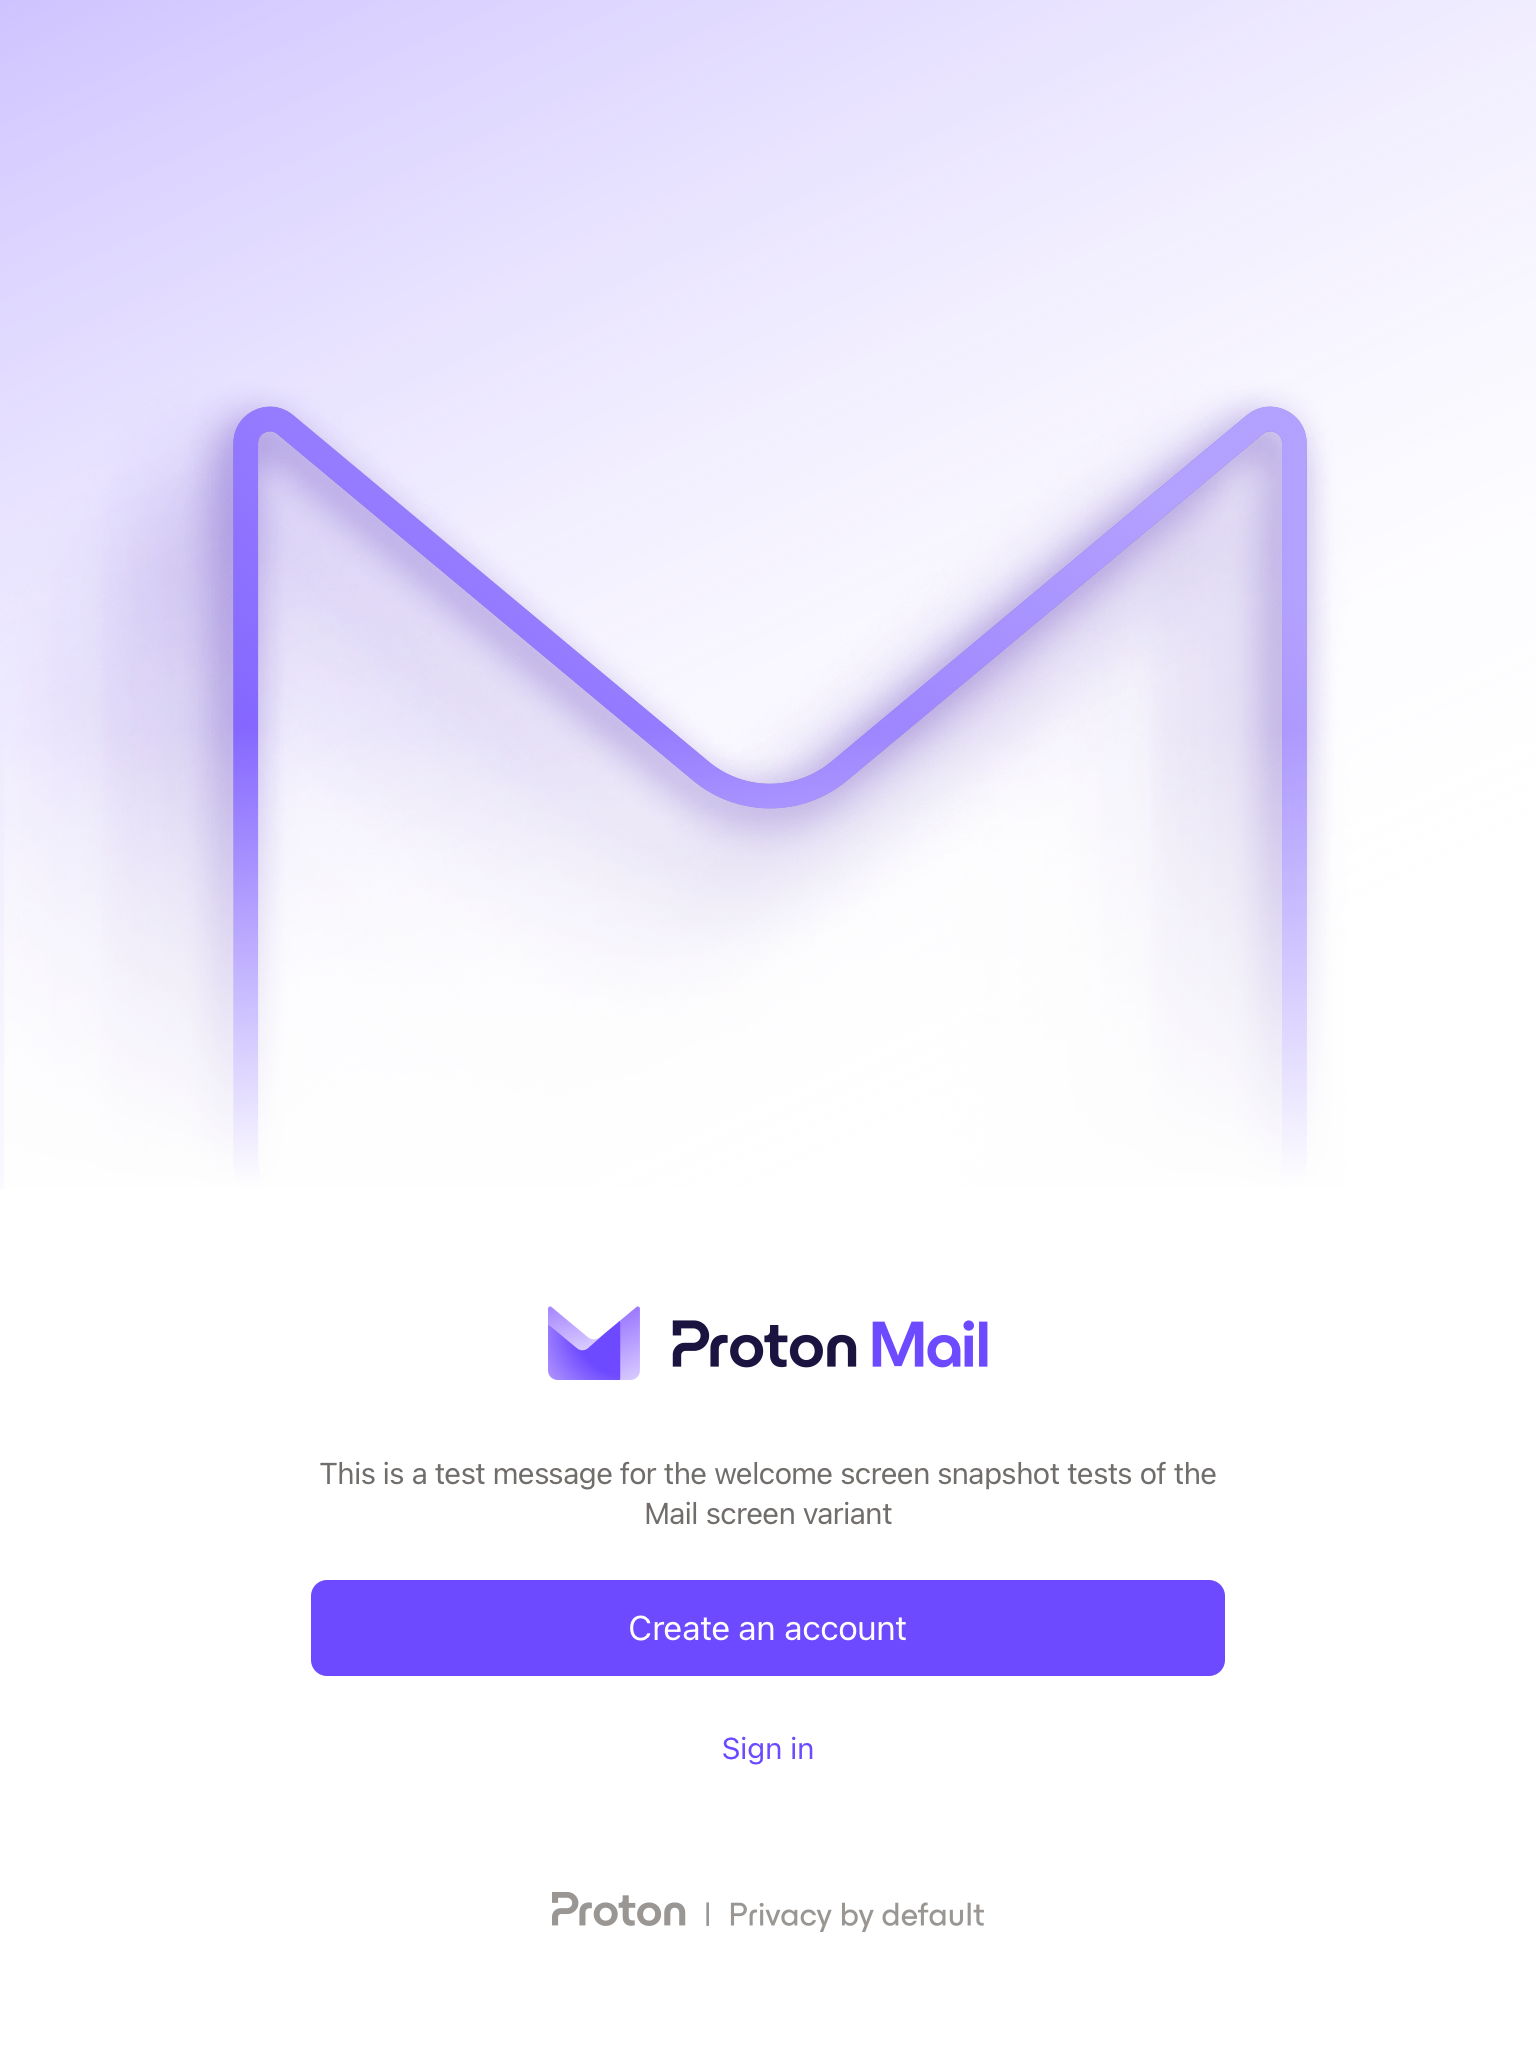 Proton Mail
This is a test message for the welcome screen snapshot tests of the
Mail screen variant
Create an account
Sign in
Proton | Privacy by default